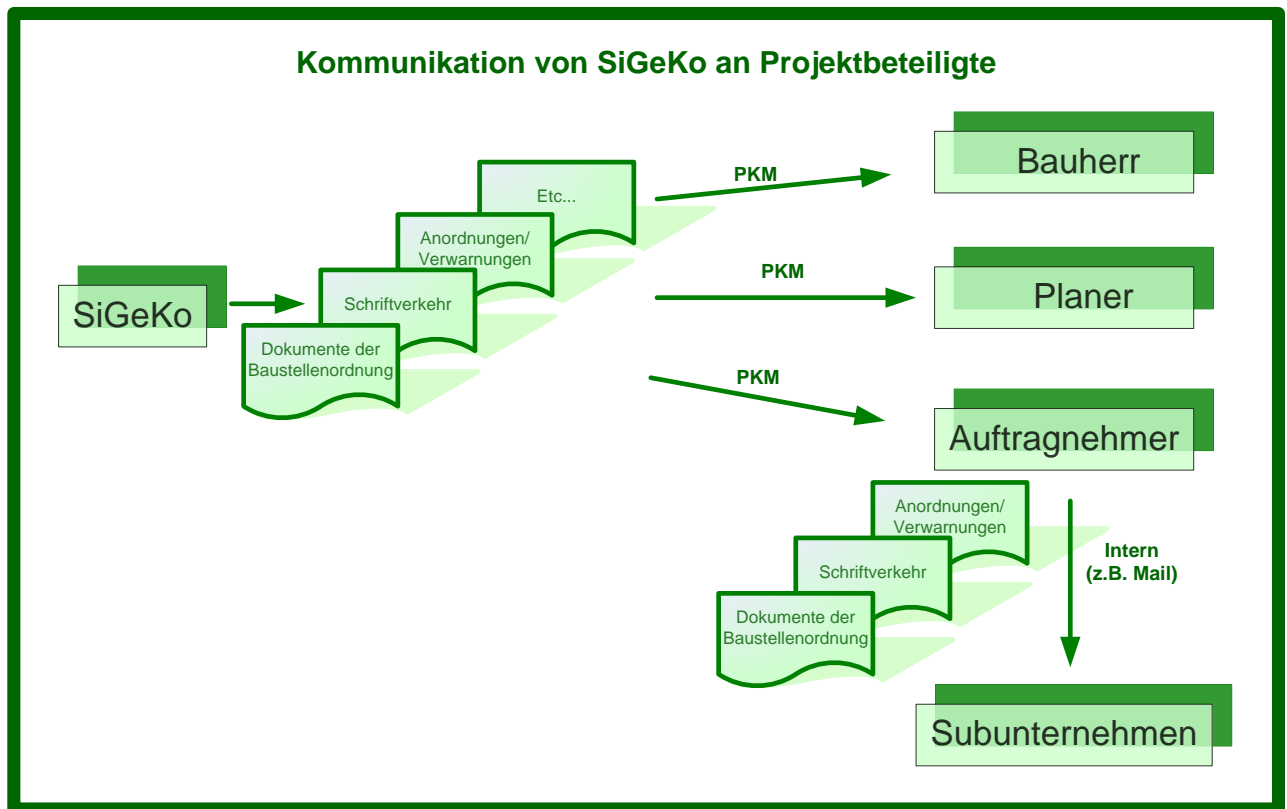 Kommunikation von SiGeKo an Projektbeteiligte
SiGeKo
Dokumente der
Baustellenordnung
Schriftverkehr
Anordnungen/
Verwarnungen
Etc...
PKM
Bauherr
PKM
Planer
PKM
Auftragnehmer
Anordnungen/
Verwarnungen
Schriftverkehr
Dokumente der
Baustellenordnung
Intern
(z.B. Mail)
Subunternehmen